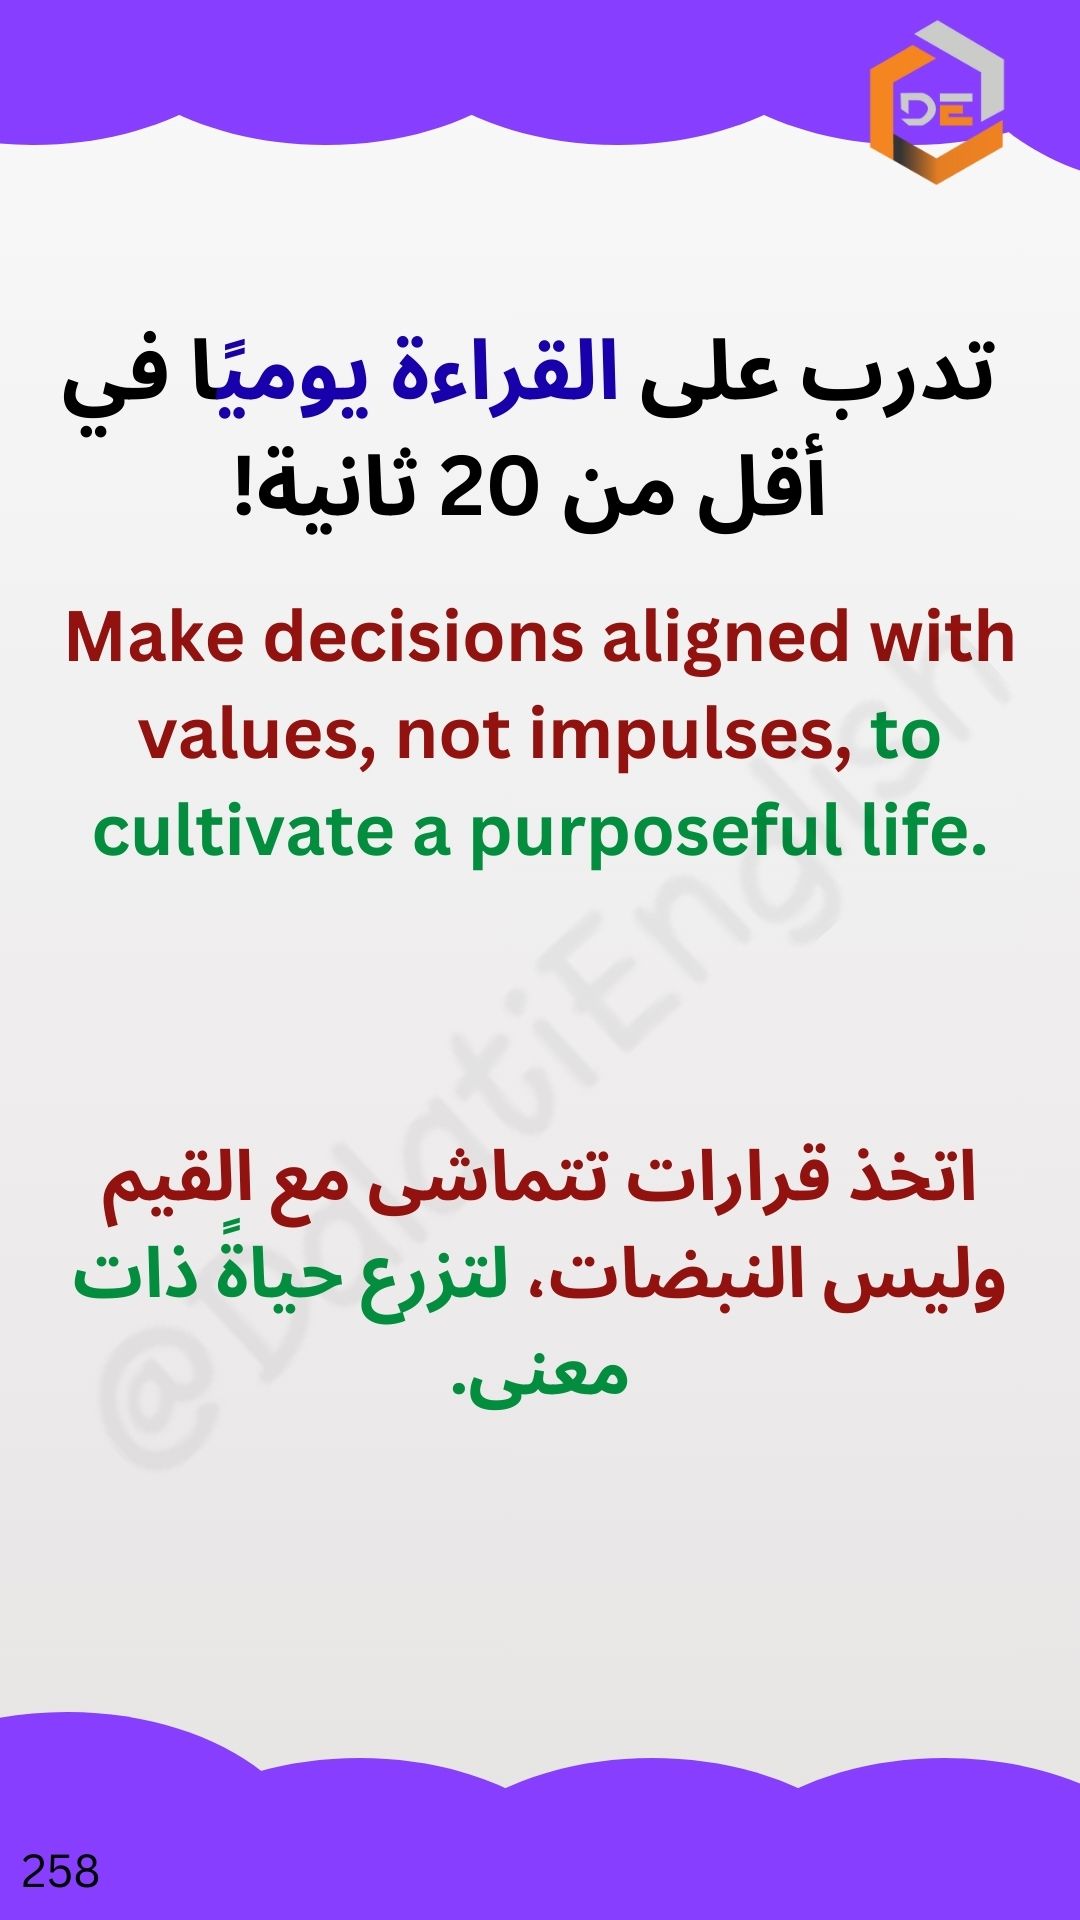 DE
تدرب على القراءة يوميًا في
أقل من 20 ثانية!
Make decisions aligned with
values, not impulses, to
cultivate a purposeful life.
@DalatiEnglish
اتخذ قرارات تتماشى مع القيم
وليس النبضات، لتزرع حياةً ذات
معنى.
258